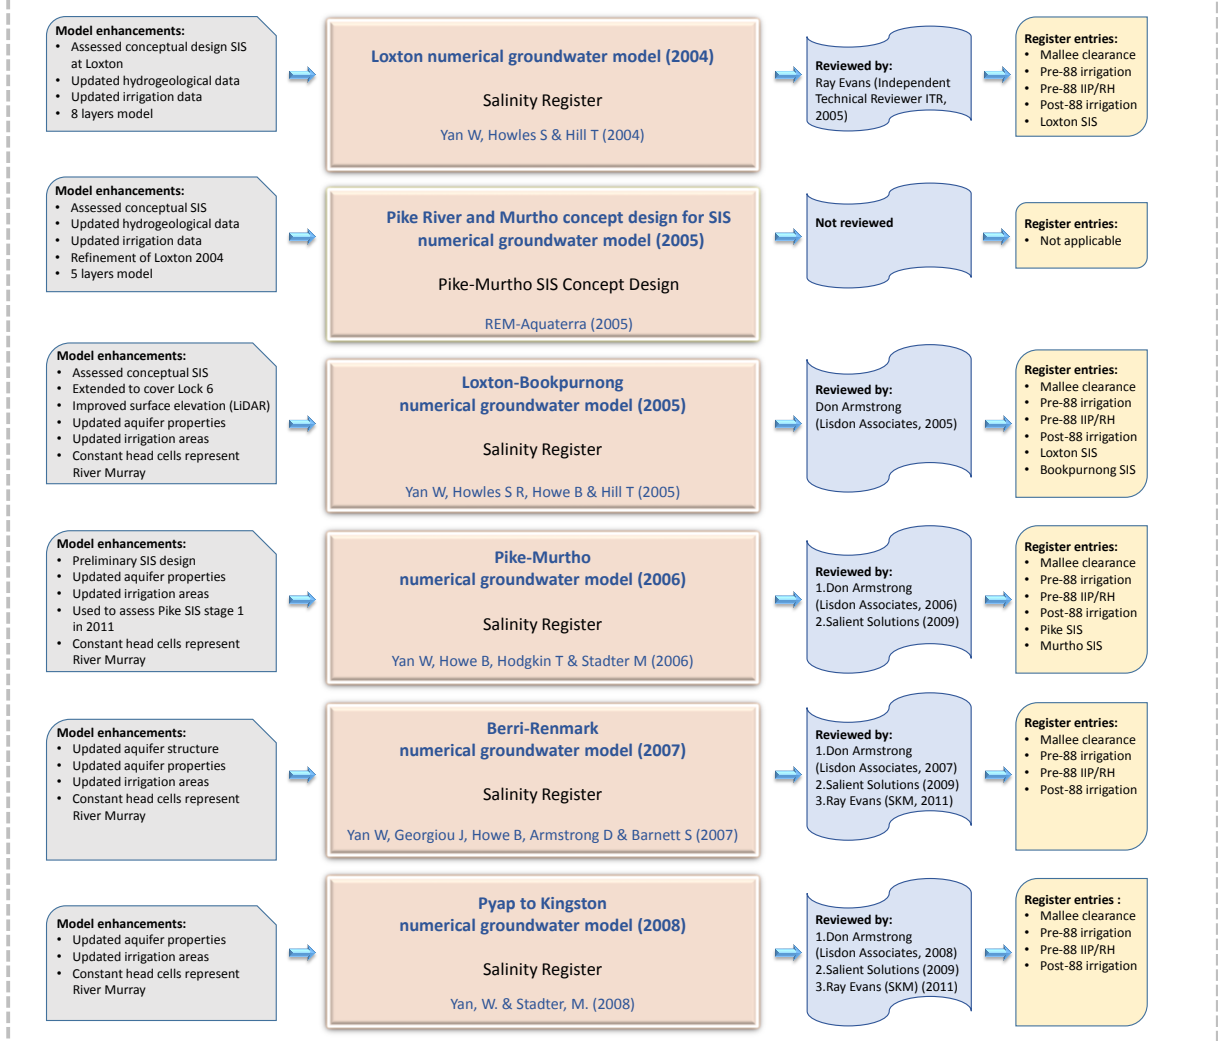 Model enhancements:
• Assessed conceptual design SIS
at Loxton
• Updated hydrogeological data
• Updated irrigation data
• 8 layers model
Loxton numerical groundwater model (2004)
Salinity Register
Yan W, Howles S & Hill T (2004)
Reviewed by:
Ray Evans (Independent
Technical Reviewer ITR,
2005)
Register entries:
• Mallee clearance
• Pre-88 irrigation
• Pre-88 IIP/RH
• Post-88 irrigation
• Loxton SIS
Model enhancements:
• Assessed conceptual SIS
• Updated hydrogeological data
• Updated irrigation data
• Refinement of Loxton 2004
• 5 layers model
Pike River and Murtho concept design for SIS
numerical groundwater model (2005)
Pike-Murtho SIS Concept Design
REM-Aquaterra (2005)
Not reviewed
Register entries:
• Not applicable
Model enhancements:
• Assessed conceptual SIS
• Extended to cover Lock 6
• Improved surface elevation (LiDAR)
• Updated aquifer properties
• Updated irrigation areas
• Constant head cells represent
River Murray
Loxton-Bookpurnong
numerical groundwater model (2005)
Salinity Register
Yan W, Howles S R, Howe B & Hill T (2005)
Reviewed by:
Don Armstrong
(Lisdon Associates, 2005)
Register entries:
• Mallee clearance
• Pre-88 irrigation
• Pre-88 IIP/RH
• Post-88 irrigation
• Loxton SIS
• Bookpurnong SIS
Model enhancements:
• Preliminary SIS design
• Updated aquifer properties
• Updated irrigation areas
• Used to assess Pike SIS stage 1
in 2011
• Constant head cells represent
River Murray
Pike-Murtho
numerical groundwater model (2006)
Salinity Register
Yan W, Howe B, Hodgkin T & Stadter M (2006)
Reviewed by:
1.Don Armstrong
(Lisdon Associates, 2006)
2.Salient Solutions (2009)
Register entries:
• Mallee clearance
• Pre-88 irrigation
• Pre-88 IIP/RH
• Post-88 irrigation
• Pike SIS
• Murtho SIS
Model enhancements:
• Updated aquifer structure
• Updated aquifer properties
• Updated irrigation areas
• Constant head cells represent
River Murray
Berri-Renmark
numerical groundwater model (2007)
Salinity Register
Yan W, Georgiou J, Howe B, Armstrong D & Barnett S (2007)
Reviewed by:
1.Don Armstrong
(Lisdon Associates, 2007)
2.Salient Solutions (2009)
3.Ray Evans (SKM, 2011)
Register entries:
• Mallee clearance
• Pre-88 irrigation
• Pre-88 IIP/RH
• Post-88 irrigation
Model enhancements:
• Updated aquifer properties
• Updated irrigation areas
• Constant head cells represent
River Murray
Pyap to Kingston
numerical groundwater model (2008)
Salinity Register
Yan, W. & Stadter, M. (2008)
Reviewed by:
1.Don Armstrong
(Lisdon Associates, 2008)
2.Salient Solutions (2009)
3.Ray Evans (SKM) (2011)
Register entries :
• Mallee clearance
• Pre-88 irrigation
• Pre-88 IIP/RH
• Post-88 irrigation